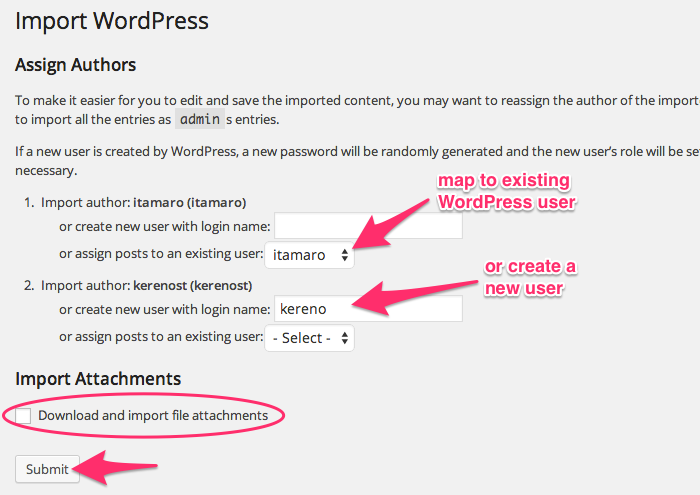 Import WordPress
Assign Authors
To make it easier for you to edit and save the imported content, you may want to reassign the author of the import
to import all the entries as admin s entries.
If a new user is created by WordPress, a new password will be randomly generated and the new user's role will be se
necessary.
1. Import author: itamaro (itamaro)
or create new user with login name:
or assign posts to an existing user: itamaro
map to existing
WordPress user
2. Import author: kerenost (kerenost)
or create new user with login name: kereno
or assign posts to an existing user: - Select -
or create a
new user
Import Attachments
Download and import file attachments
Submit